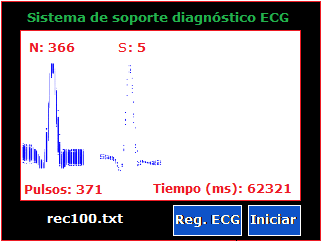 Sistema de soporte diagnóstico ECG
N: 366 S: 5
Pulsos: 371 Tiempo (ms): 62321
rec100.txt Reg. ECG Iniciar